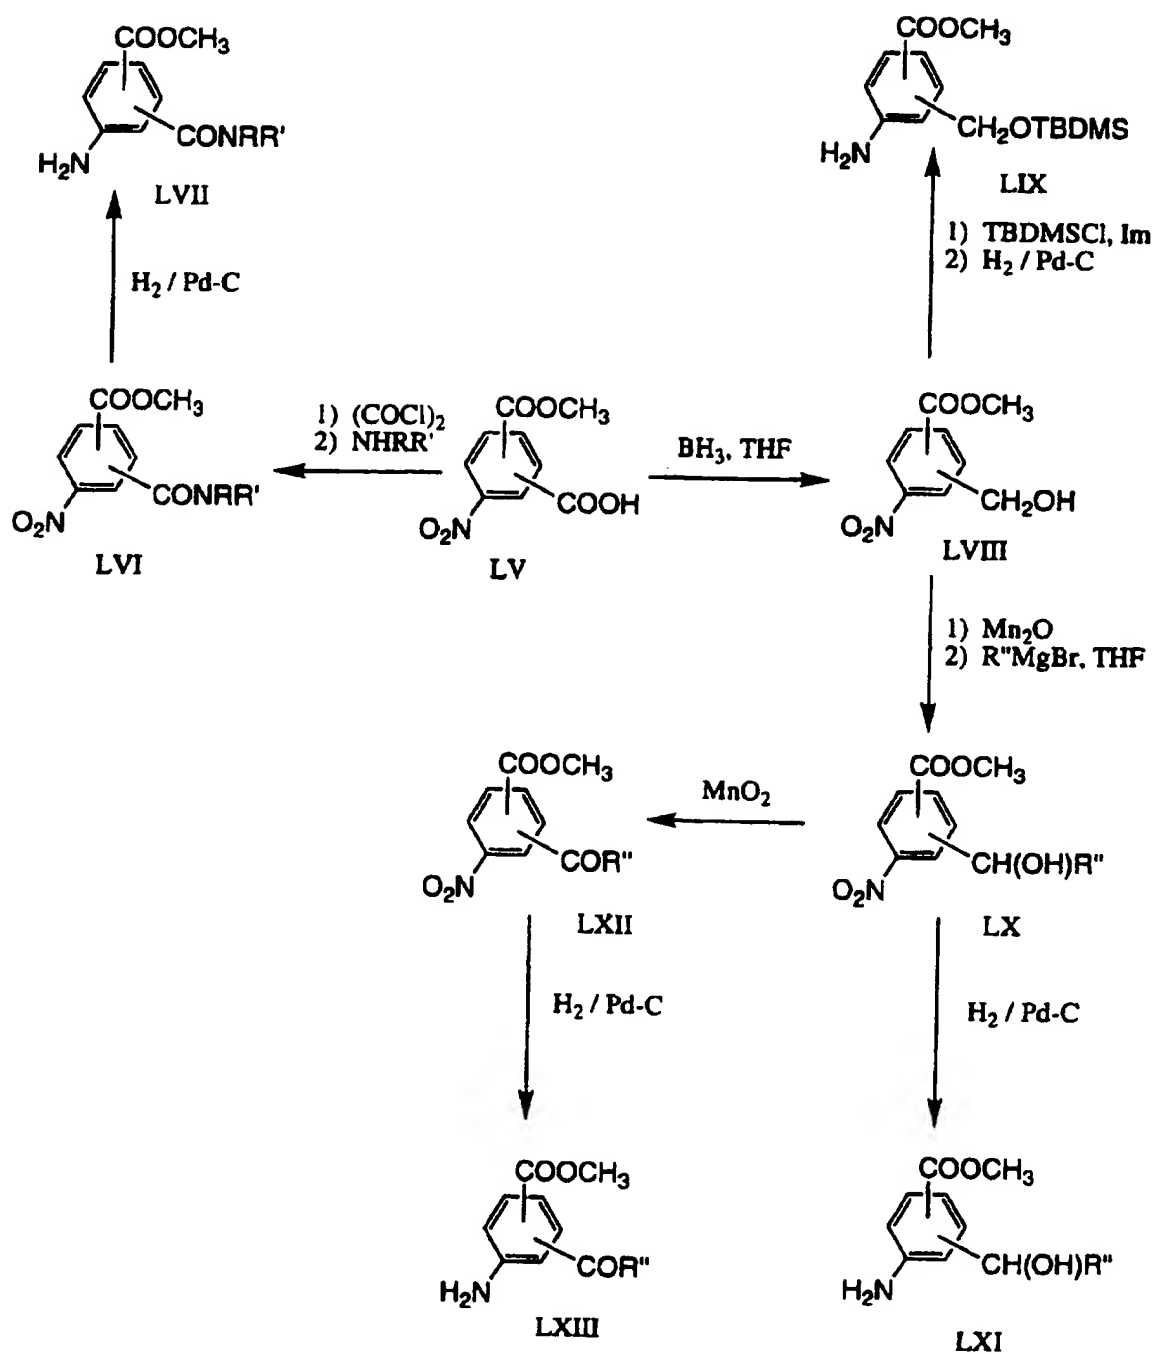 COOCH3
CONRR'
H2N
LVII
COOCH3
CH2OTBDMS
H2N
LIX
H2 / Pd-C
1) TBDMSCl, Im
2) H2 / Pd-C
COOCH3
CONRR'
O2N
LVI
1) (COCl)2
2) NHRR'
COOCH3
COOH
O2N
LV
BH3, THF
COOCH3
CH2OH
O2N
LVIII
1) Mn2O
2) R"MgBr, THF
COOCH3
COR"
O2N
LXII
MnO2
COOCH3
CH(OH)R"
O2N
LX
H2 / Pd-C
H2 / Pd-C
COOCH3
COR"
H2N
LXIII
COOCH3
CH(OH)R"
H2N
LXI